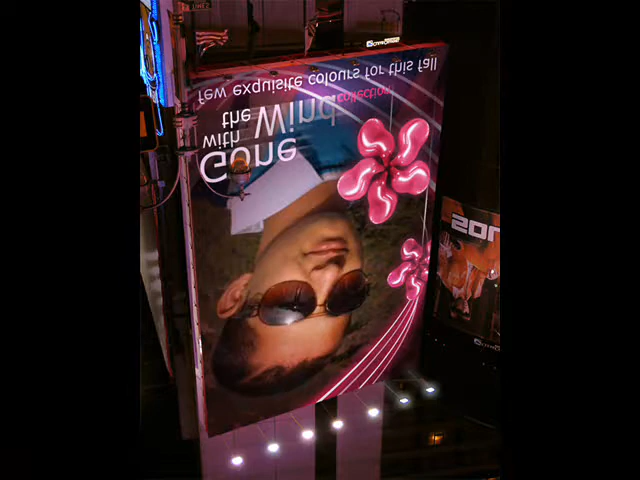 Gone
with
the
Wind
collection
few exquisite colours for this fall